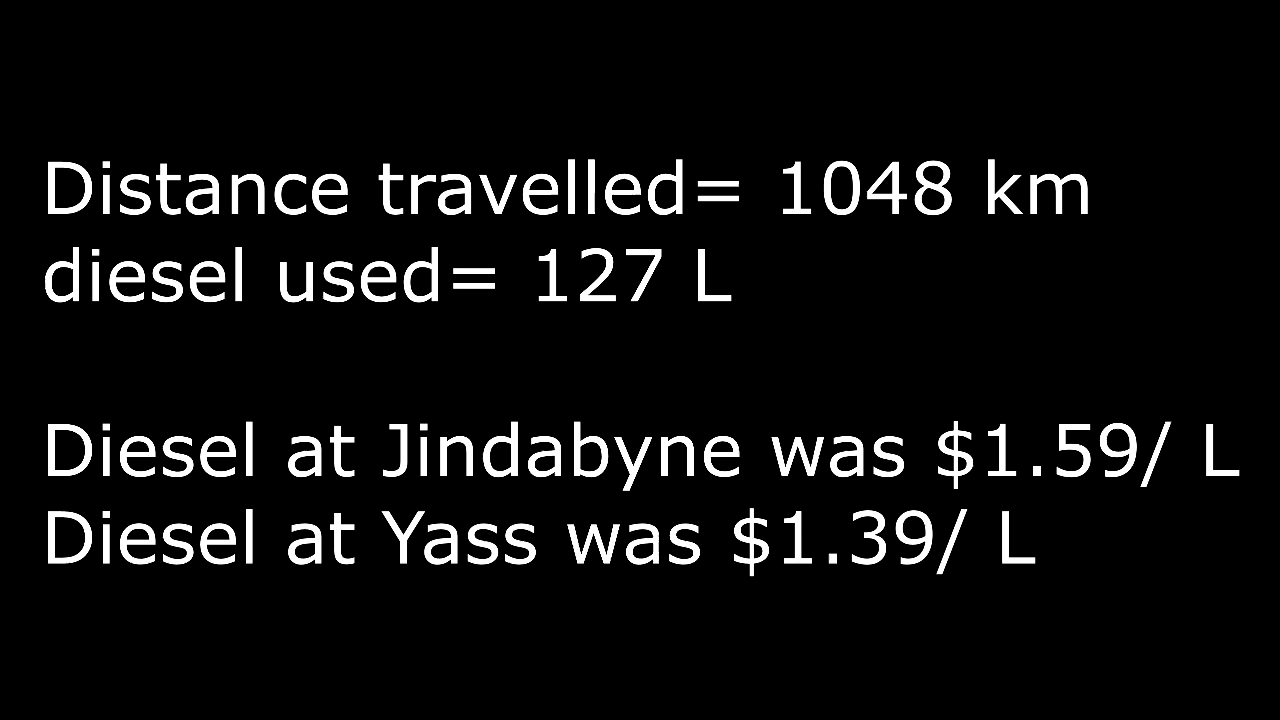 Distance travelled= 1048 km
diesel used= 127 L
Diesel at Jindabyne was $1.59/ L
Diesel at Yass was $1.39/ L